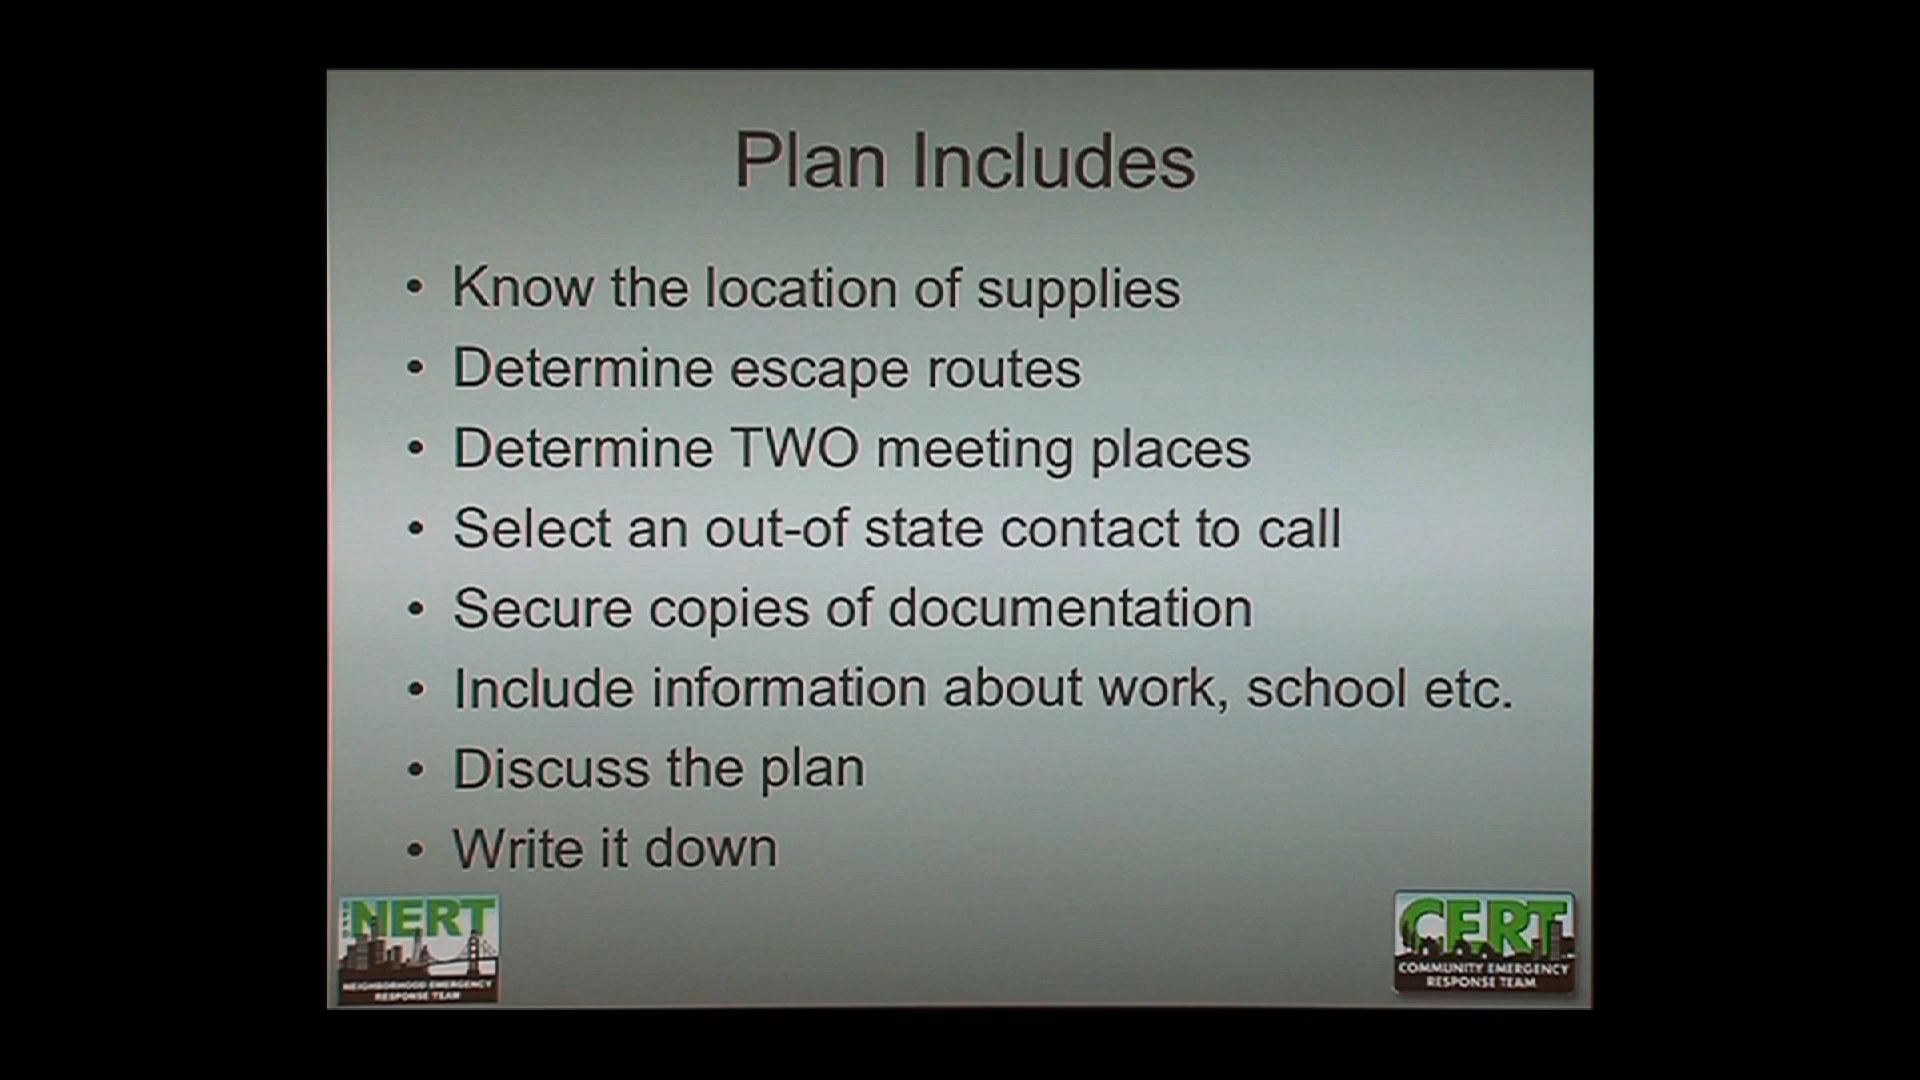 Plan Includes
• Know the location of supplies
• Determine escape routes
• Determine TWO meeting places
• Select an out-of state contact to call
• Secure copies of documentation
• Include information about work, school etc.
• Discuss the plan
• Write it down
NERT
NEIGHBORHOOD EMERGENCY
RESPONSE TEAM
CERT
COMMUNITY EMERGENCY
RESPONSE TEAM